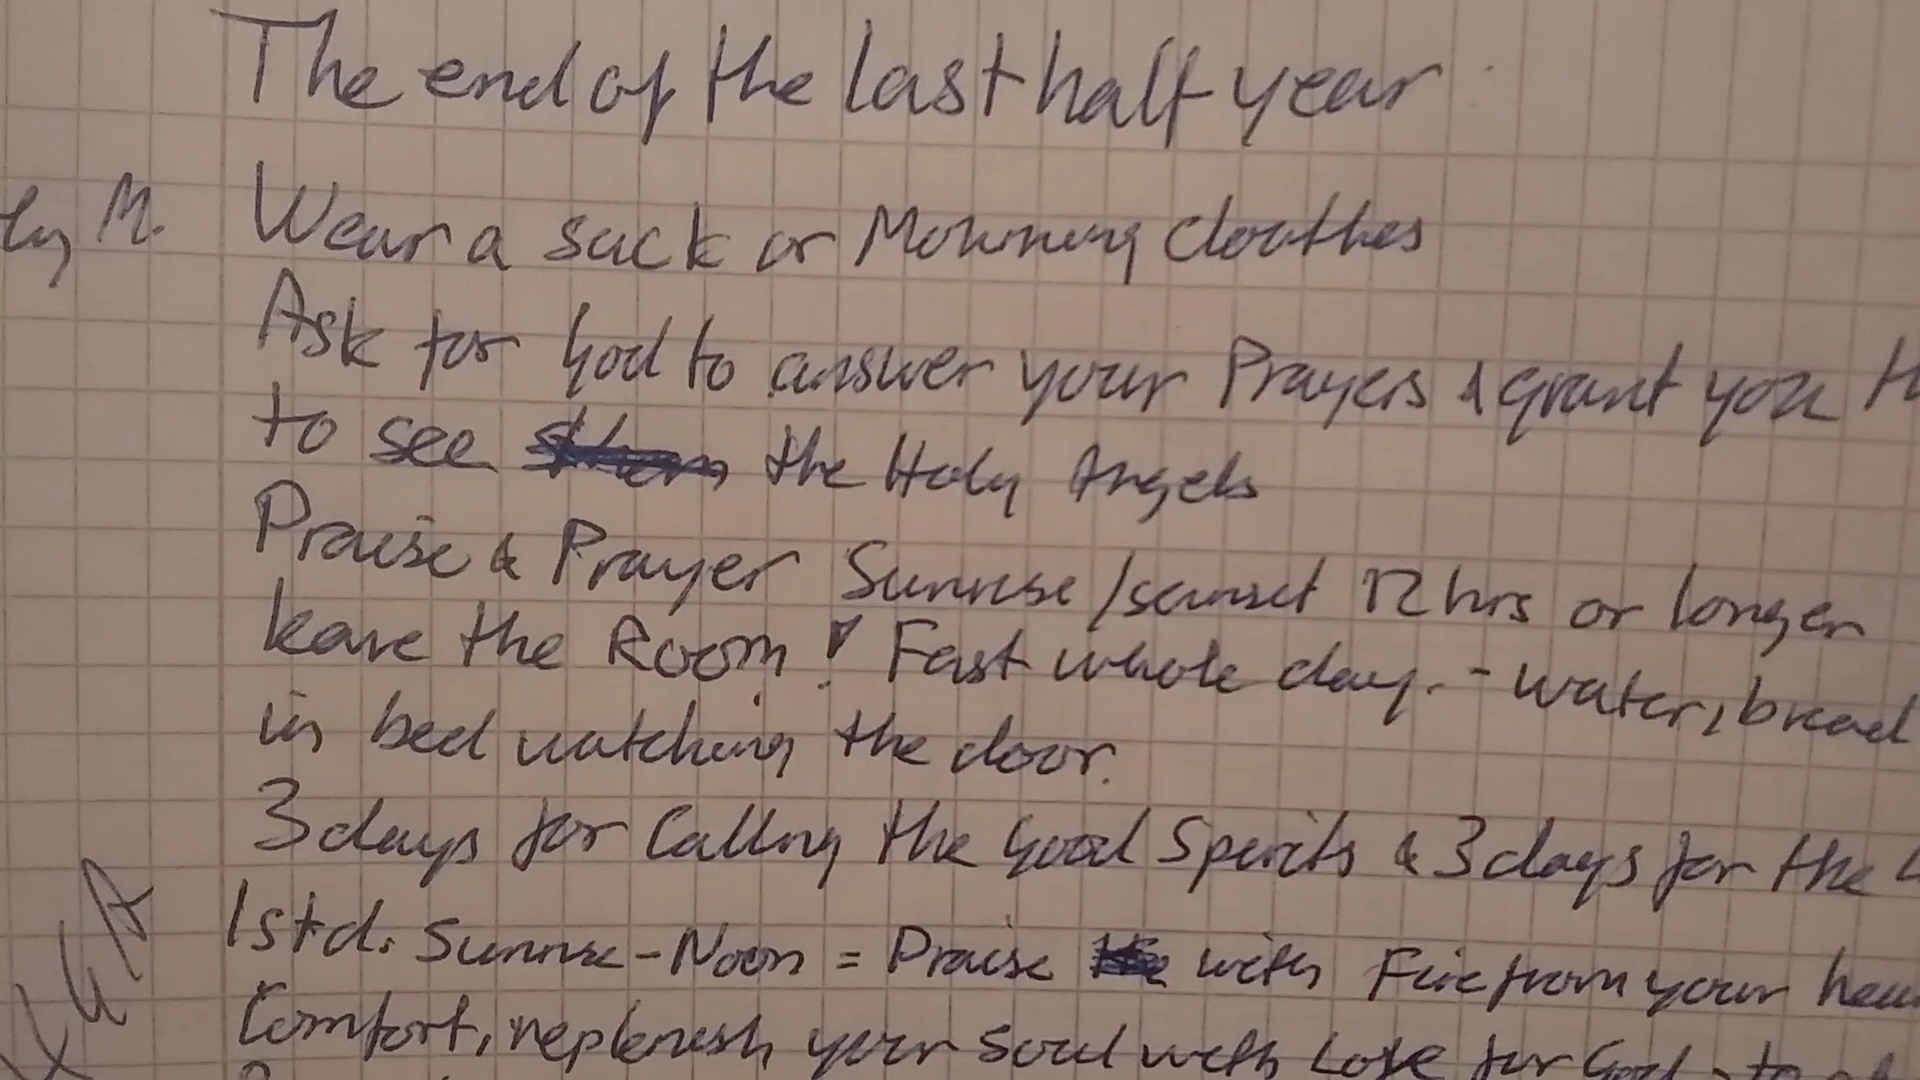 The end of the last half year
M. Wear a sack or Mourning cloathes
Ask for God to answer your Prayers & grant you
to see the Holy Angels
Praise & Prayer Sunrise/sunset 12 hrs or longer
leave the Room! Fast whole day. - water, bread
in bed watching the door.
3 days for Calling the Good Spirits & 3 days for the
1st d. Sunrise - Noon = Praise with Fire from your
Comfort, replenish your soul with Love for God - to